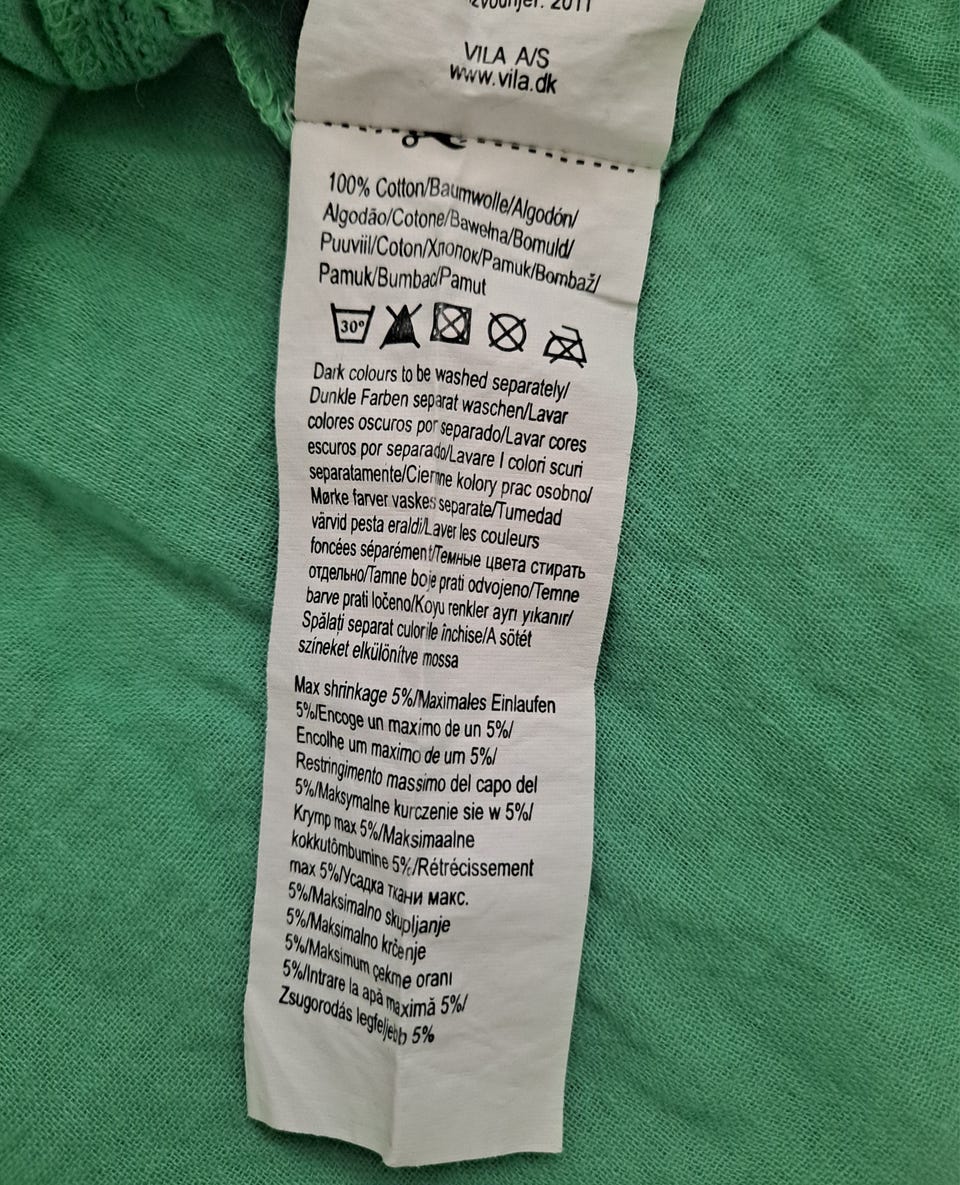 2011
VILA A/S
www.vila.dk
100% Cotton/Baumwolle/Algodón/
Algodão/Cotone/Bawełna/Bomuld/
Puuviil/Coton/Хлопок/Pamuk/Bombaž/
Pamuk/Bumbac/Pamut
30°
Dark colours to be washed separately/
Dunkle Farben separat waschen/Lavar
colores oscuros por separado/Lavar cores
escuros por separado/Lavare I colori scuri
separatamente/Ciemne kolory prac osobno/
Mørke farver vaskes separate/Tumedad
värvid pesta eraldi/Laver les couleurs
foncées séparément/Темные цвета стирать
отдельно/Tamne boje prati odvojeno/Temne
barve prati ločeno/Koyu renkler ayrı yıkanır/
Spălați separat culorile închise/A sötét
színeket elkülönítve mossa
Max shrinkage 5%/Maximales Einlaufen
5%/Encoge un maximo de un 5%/
Encolhe um maximo de um 5%/
Restringimento massimo del capo del
5%/Maksymalne kurczenie sie w 5%/
Krymp max 5%/Maksimaalne
kokkutõmbumine 5%/Rétrécissement
max 5%/Усадка ткани макс.
5%/Maksimalno skupljanje
5%/Maksimalno krčenje
5%/Maksimum çekme oranı
5%/Intrare la apă maximă 5%/
Zsugorodás legfeljebb 5%